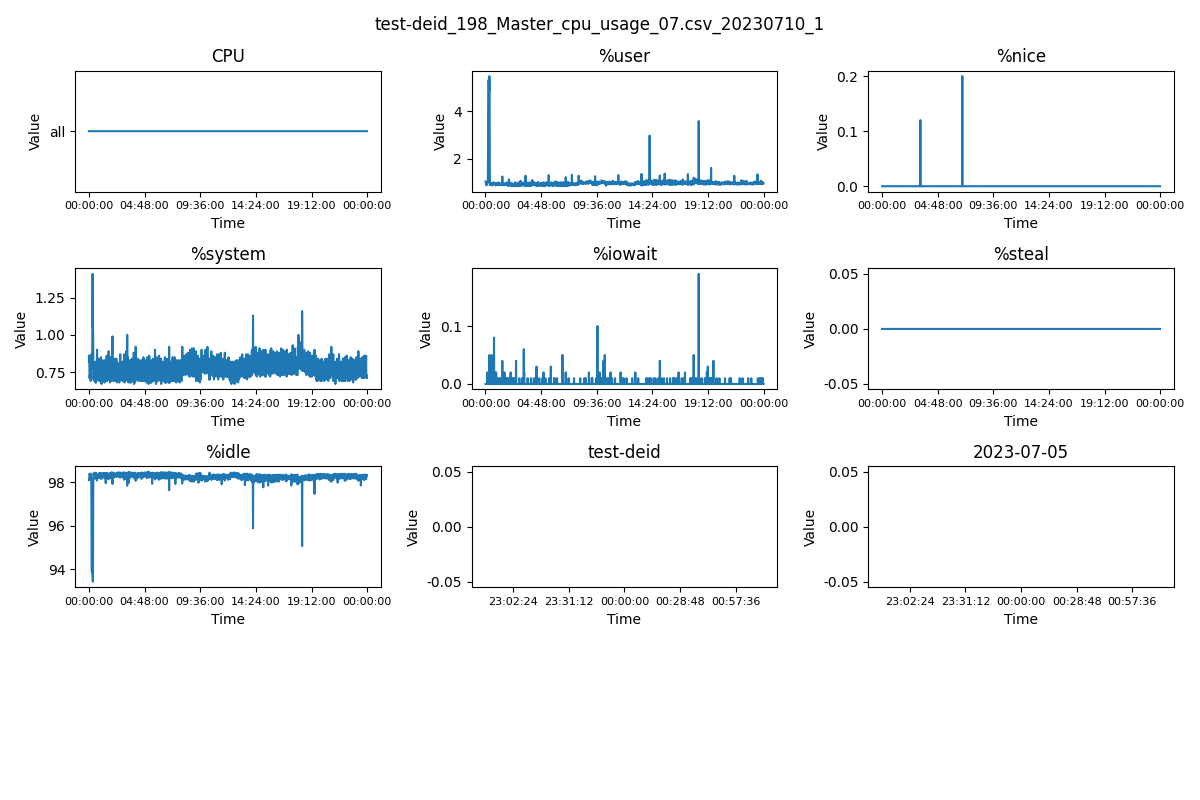 test-deid_198_Master_cpu_usage_07.csv_20230710_1
CPU
Value
all
00:00:00 04:48:00 09:36:00 14:24:00 19:12:00 00:00:00
Time
%user
Value
4
2
00:00:00 04:48:00 09:36:00 14:24:00 19:12:00 00:00:00
Time
%nice
Value
0.2
0.1
0.0
00:00:00 04:48:00 09:36:00 14:24:00 19:12:00 00:00:00
Time
%system
Value
1.25
1.00
0.75
00:00:00 04:48:00 09:36:00 14:24:00 19:12:00 00:00:00
Time
%iowait
Value
0.1
0.0
00:00:00 04:48:00 09:36:00 14:24:00 19:12:00 00:00:00
Time
%steal
Value
0.05
0.00
-0.05
00:00:00 04:48:00 09:36:00 14:24:00 19:12:00 00:00:00
Time
%idle
Value
98
96
94
00:00:00 04:48:00 09:36:00 14:24:00 19:12:00 00:00:00
Time
test-deid
Value
0.05
0.00
-0.05
23:02:24 23:31:12 00:00:00 00:28:48 00:57:36
Time
2023-07-05
Value
0.05
0.00
-0.05
23:02:24 23:31:12 00:00:00 00:28:48 00:57:36
Time